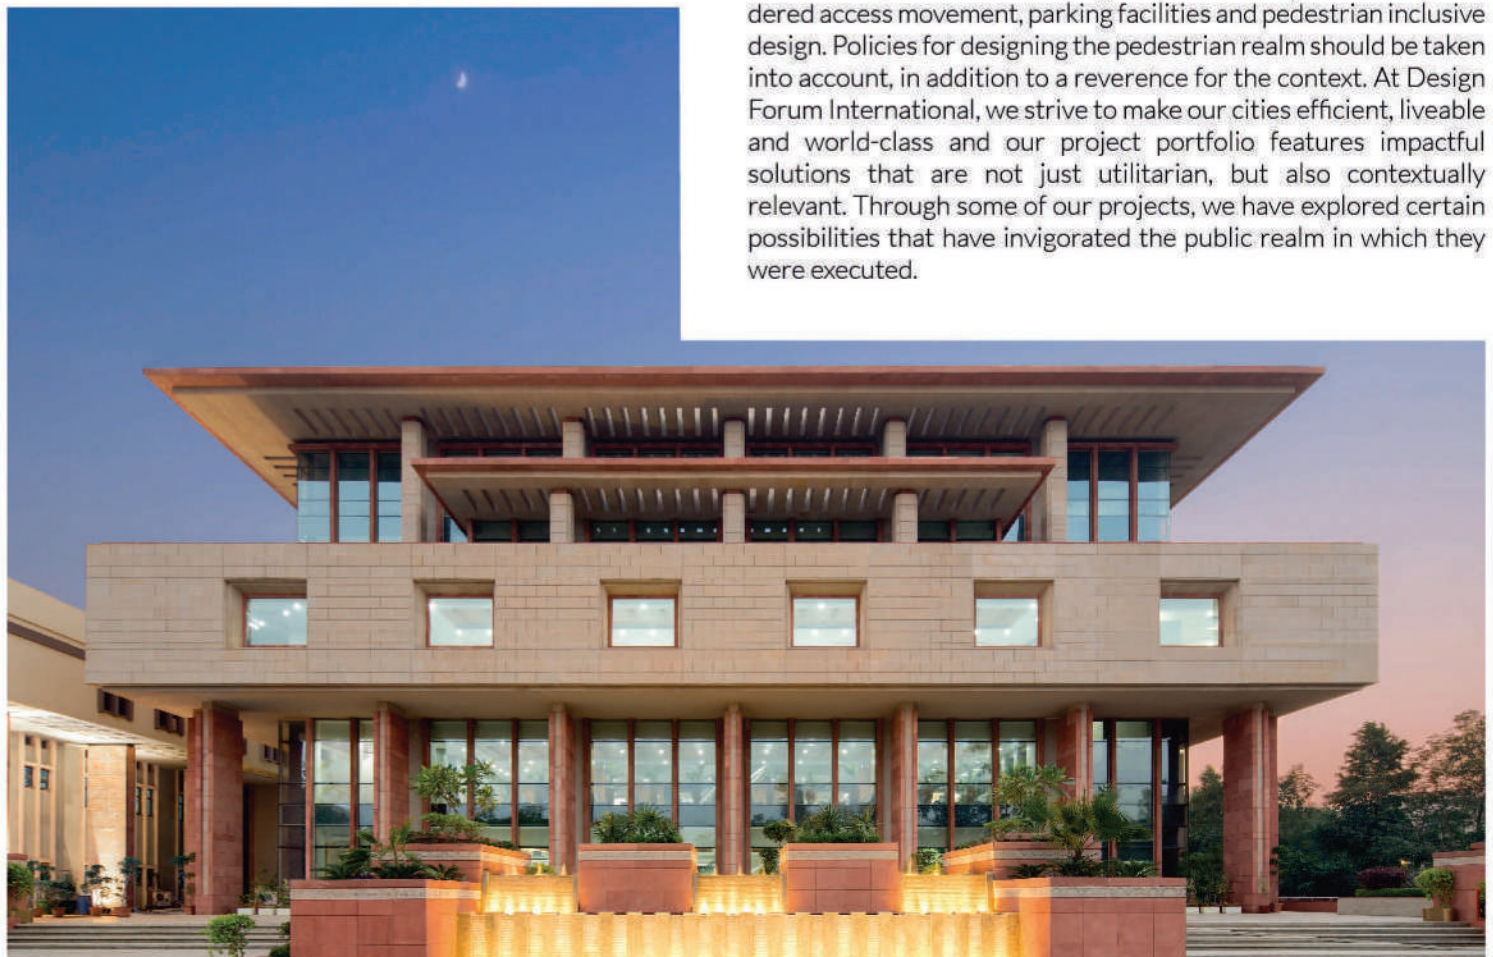 dered access movement, parking facilities and pedestrian inclusive
design. Policies for designing the pedestrian realm should be taken
into account, in addition to a reverence for the context. At Design
Forum International, we strive to make our cities efficient, liveable
and world-class and our project portfolio features impactful
solutions that are not just utilitarian, but also contextually
relevant. Through some of our projects, we have explored certain
possibilities that have invigorated the public realm in which they
were executed.